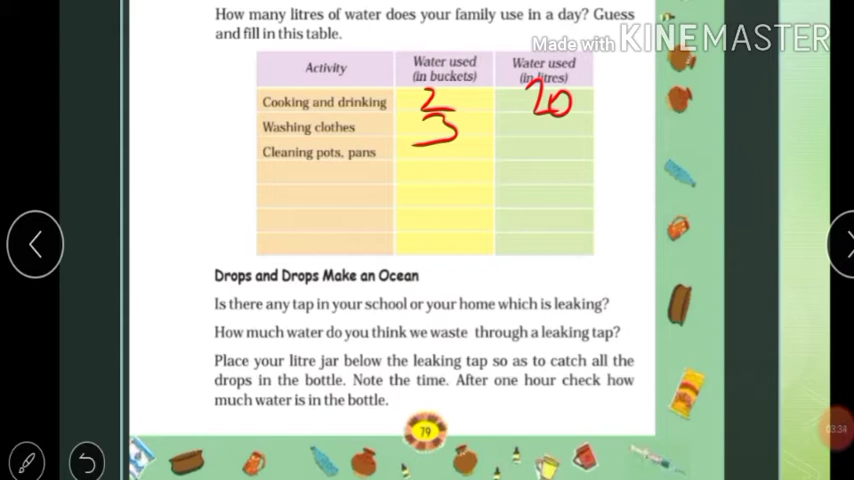 How many litres of water does your family use in a day? Guess
and fill in this table.
Made with KINEMASTER
Activity
Water used
(in buckets)
Water used
(in litres)
Cooking and drinking 2 20
Washing clothes 3
Cleaning pots, pans
Drops and Drops Make an Ocean
Is there any tap in your school or your home which is leaking?
How much water do you think we waste through a leaking tap?
Place your litre jar below the leaking tap so as to catch all the
drops in the bottle. Note the time. After one hour check how
much water is in the bottle.
79
03:34